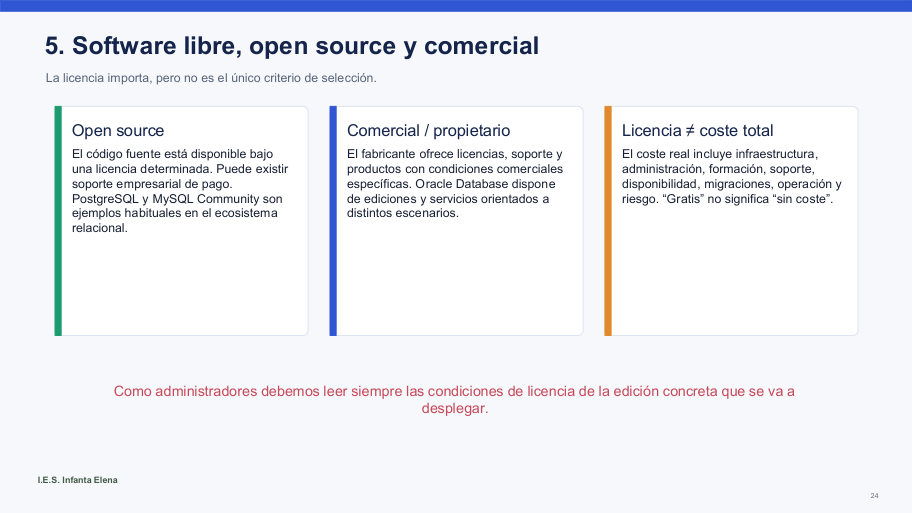 5. Software libre, open source y comercial
La licencia importa, pero no es el único criterio de selección.
Open source
El código fuente está disponible bajo
una licencia determinada. Puede existir
soporte empresarial de pago.
PostgreSQL y MySQL Community son
ejemplos habituales en el ecosistema
relacional.
Comercial / propietario
El fabricante ofrece licencias, soporte y
productos con condiciones comerciales
específicas. Oracle Database dispone
de ediciones y servicios orientados a
distintos escenarios.
Licencia ≠ coste total
El coste real incluye infraestructura,
administración, formación, soporte,
disponibilidad, migraciones, operación y
riesgo. “Gratis” no significa “sin coste”.
Como administradores debemos leer siempre las condiciones de licencia de la edición concreta que se va a
desplegar.
I.E.S. Infanta Elena
24